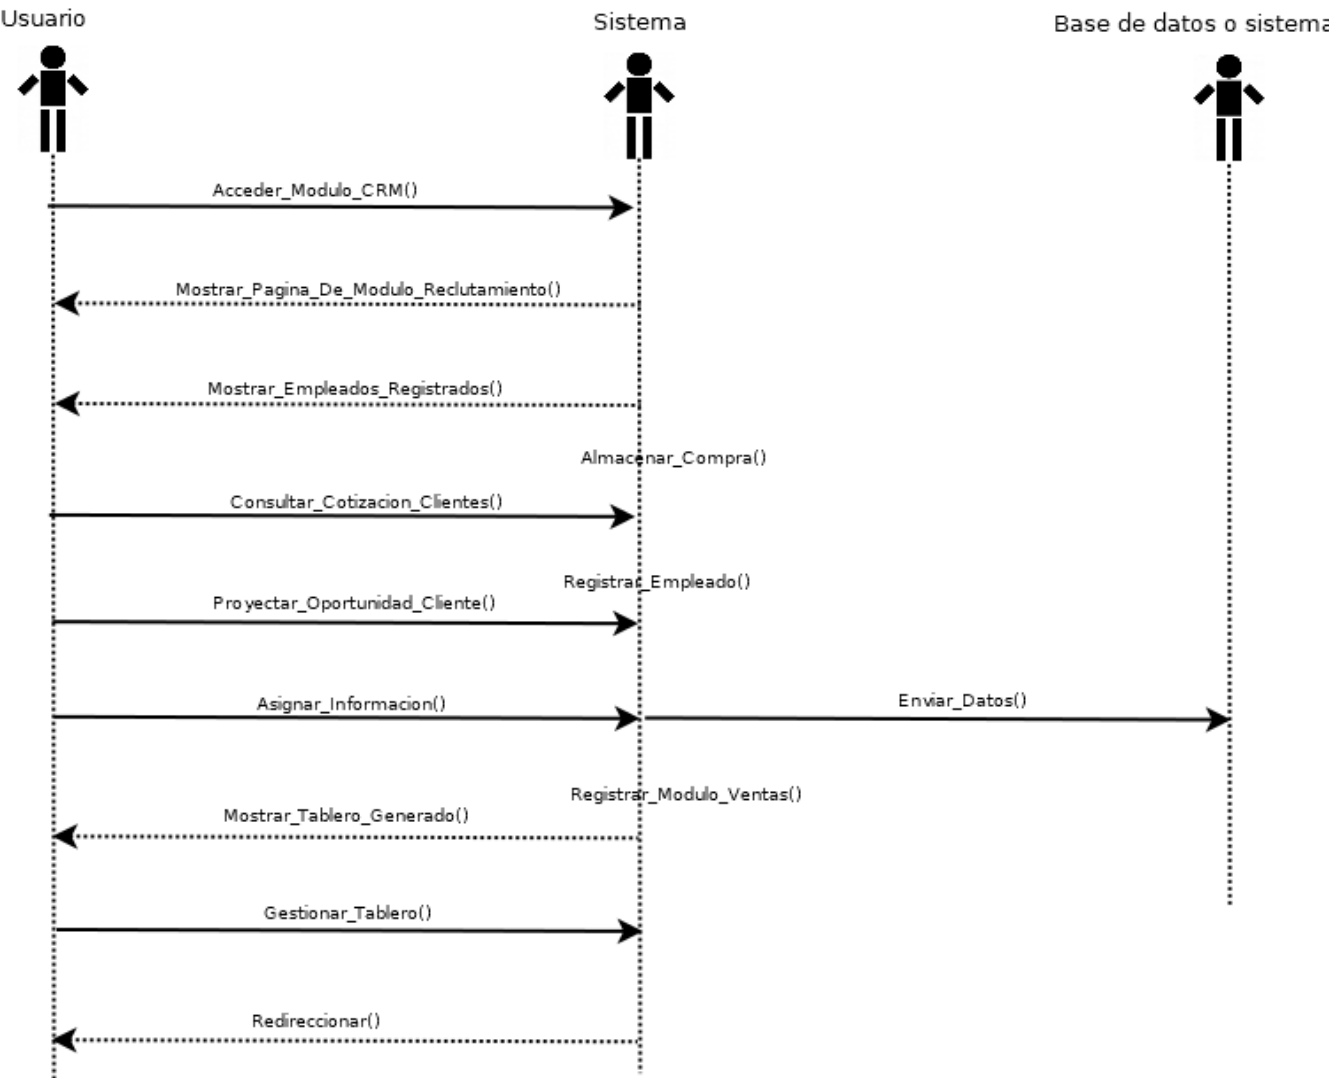 Usuario
Sistema
Base de datos o sistema
Acceder_Modulo_CRM()
Mostrar_Pagina_De_Modulo_Reclutamiento()
Mostrar_Empleados_Registrados()
Almacenar_Compra()
Consultar_Cotizacion_Clientes()
Registrar_Empleado()
Proyectar_Oportunidad_Cliente()
Asignar_Informacion()
Enviar_Datos()
Registrar_Modulo_Ventas()
Mostrar_Tablero_Generado()
Gestionar_Tablero()
Redireccionar()